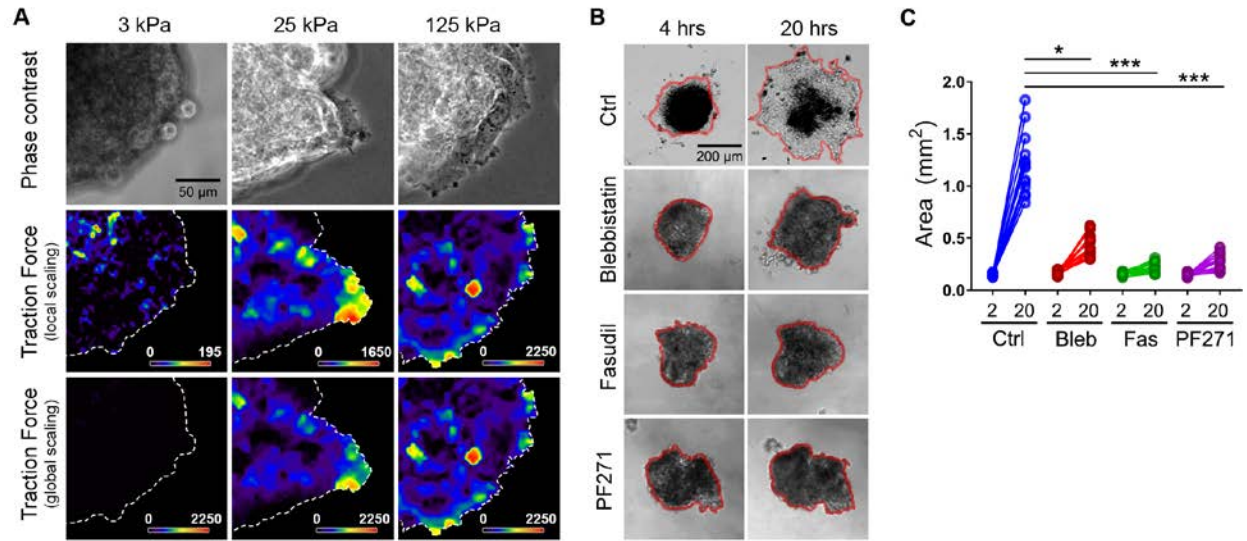 A
3 kPa 25 kPa 125 kPa
Phase contrast
50 µm
Traction Force
(local scaling)
0 195 0 1650 0 2250
Traction Force
(global scaling)
0 2250 0 2250 0 2250
B
4 hrs 20 hrs
Ctrl
200 µm
Blebbistatin
Fasudil
PF271
C
* 
***
***
Area (mm²)
2.0
1.5
1.0
0.5
0.0
2 20 2 20 2 20 2 20
Ctrl Bleb Fas PF271